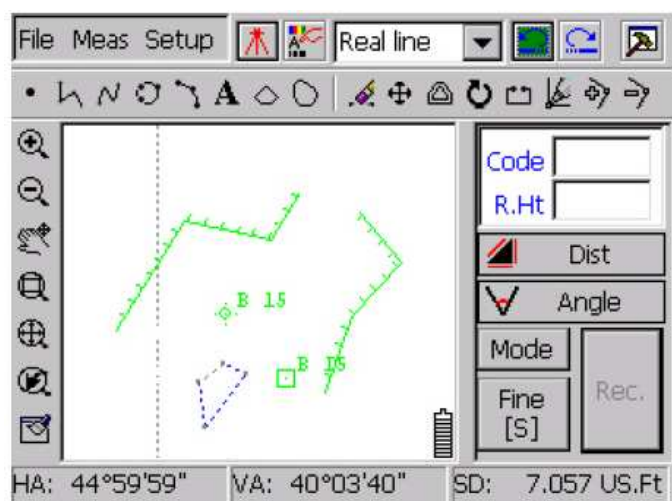 File Meas Setup Real line
A A
Code
R.Ht
Dist
Angle
Mode
Fine
[S]
Rec.
B 15
B 15
HA: 44°59'59" VA: 40°03'40" SD: 7.057 US.Ft